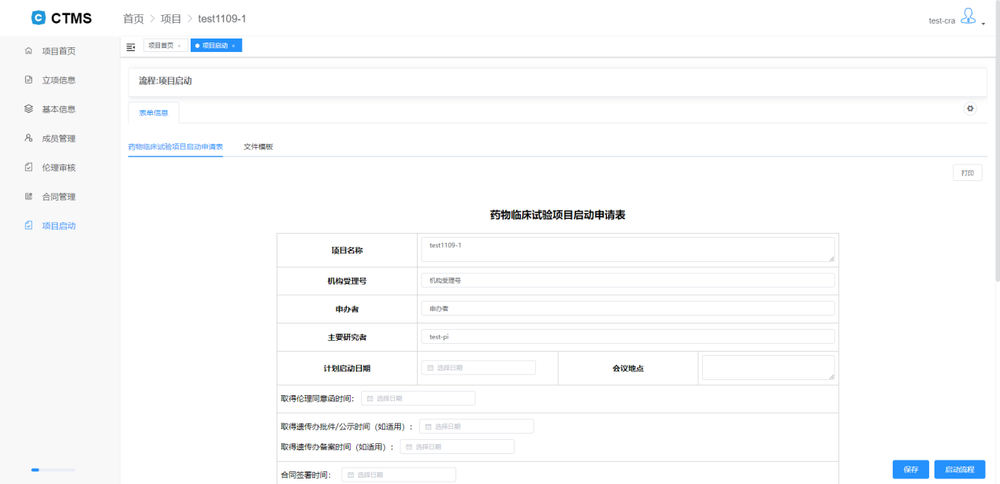 CTMS
首页 > 项目 > test1109-1
test-cra
项目首页
项目启动
项目首页
立项信息
基本信息
成员管理
伦理审核
合同管理
项目启动
流程:项目启动
表单信息
药物临床试验项目启动申请表
文件模板
打印
药物临床试验项目启动申请表
项目名称
test1109-1
机构受理号
机构受理号
申办者
申办者
主要研究者
test-pi
计划启动日期
选择日期
会议地点
取得伦理同意函时间：
选择日期
取得遗传办批件/公示时间（如适用）：
选择日期
取得遗传办备案时间（如适用）：
选择日期
合同签署时间：
选择日期
保存
启动流程